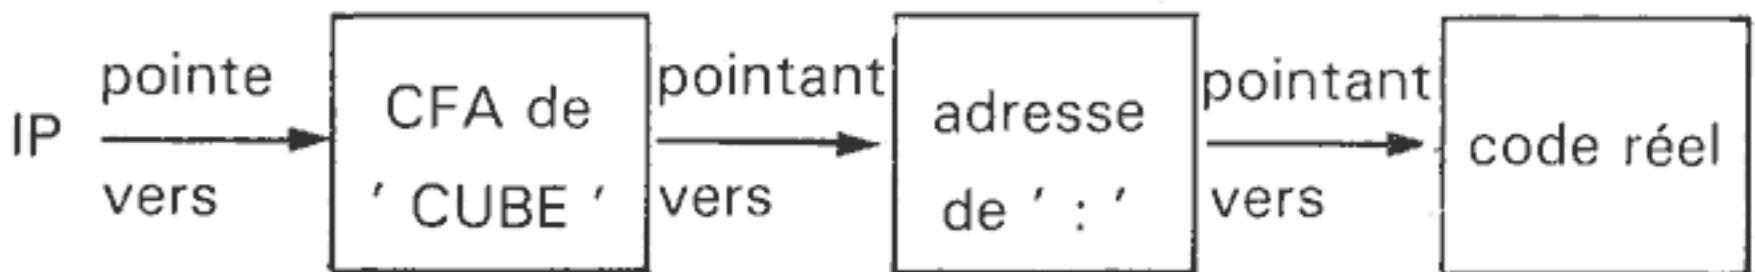 IP
pointe
vers
CFA de
' CUBE '
pointant
vers
adresse
de ' : '
pointant
vers
code réel